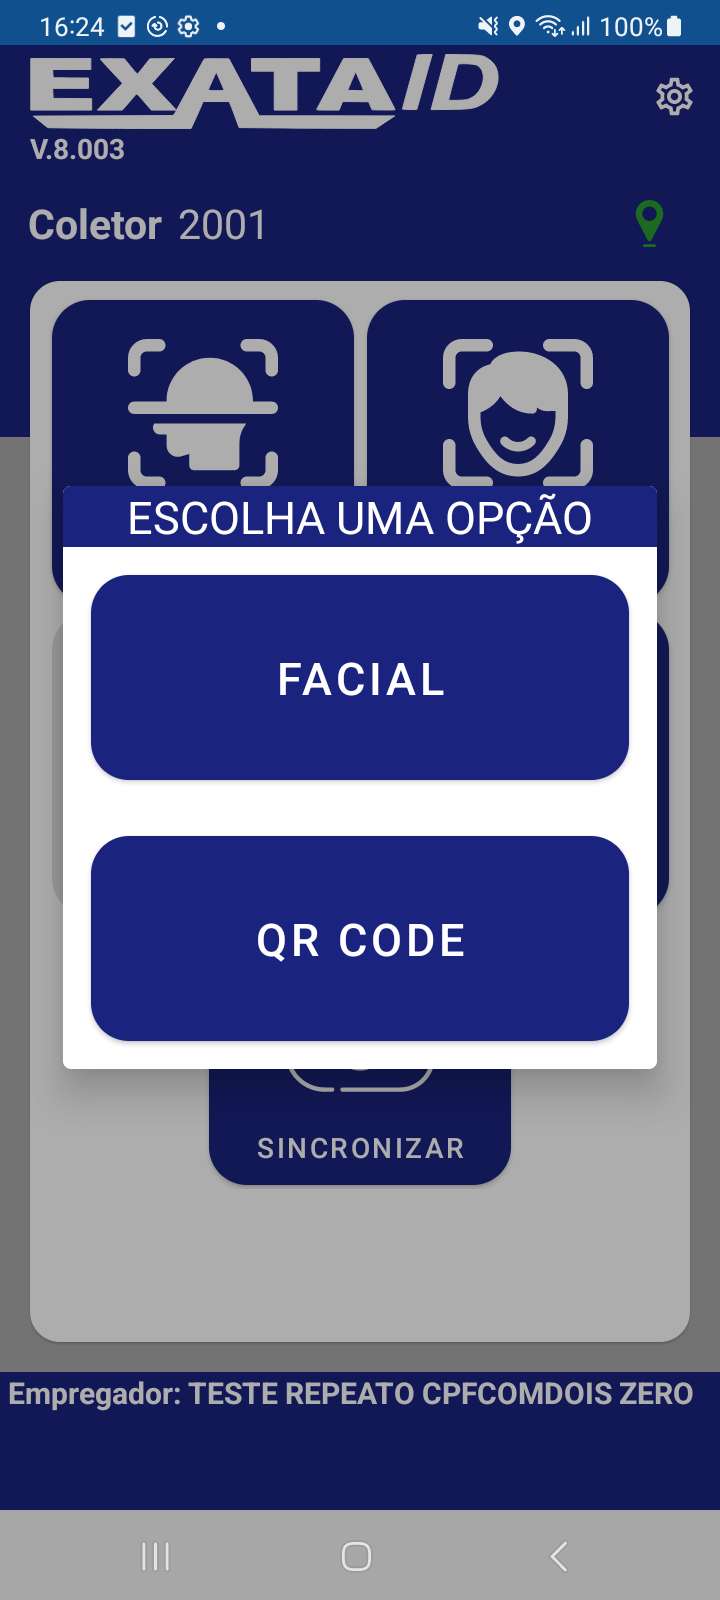 16:24
100%
EXATAID
V.8.003
Coletor 2001
ESCOLHA UMA OPÇÃO
FACIAL
QR CODE
SINCRONIZAR
Empregador: TESTE REPEATO CPFCOMDOIS ZERO